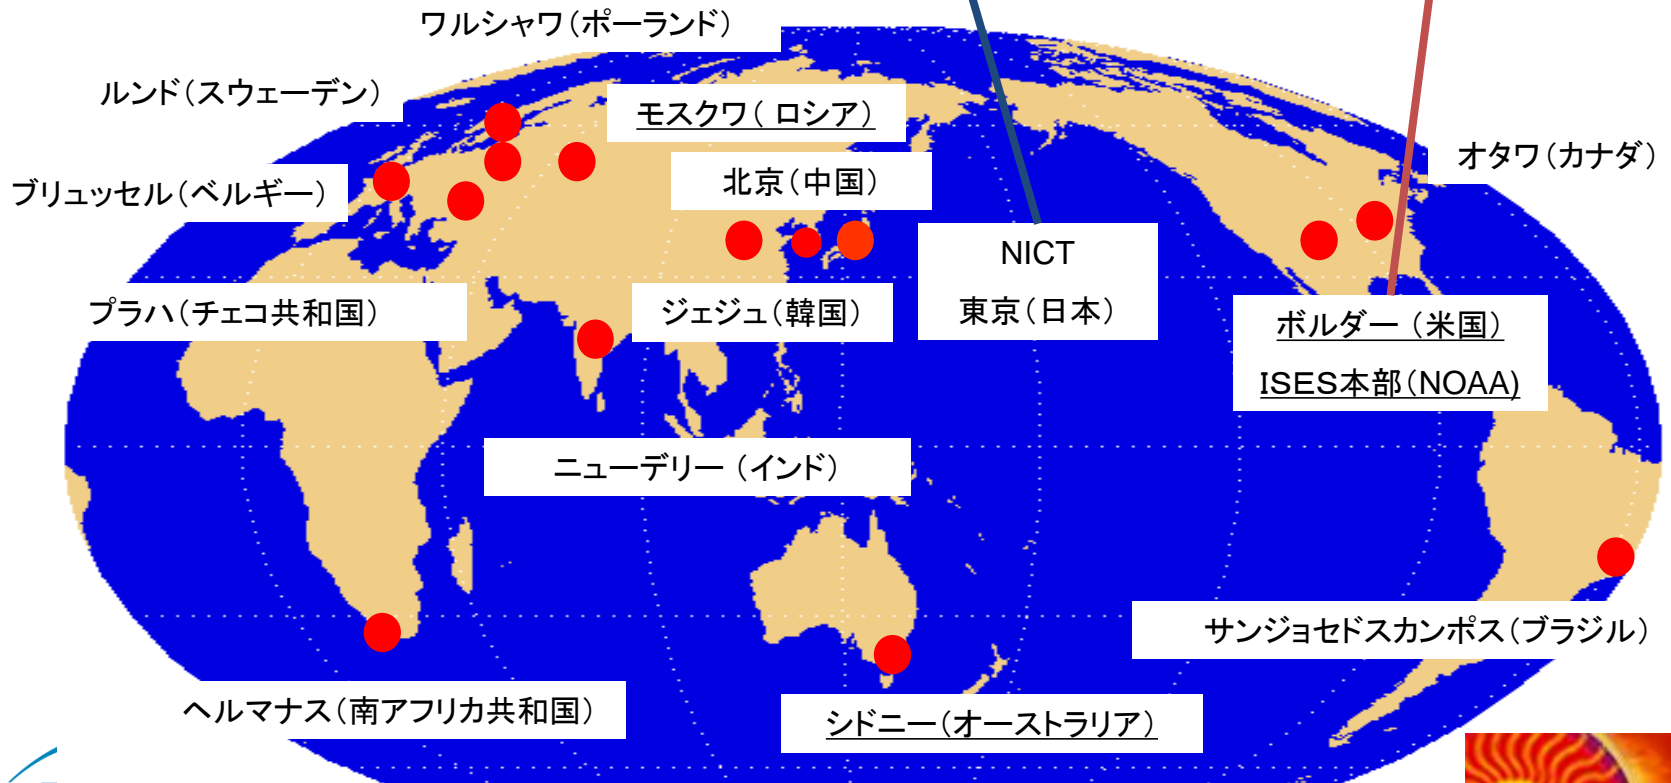 ワルシャワ（ポーランド）
ルンド（スウェーデン）
モスクワ（ ロシア）
オタワ（カナダ）
ブリュッセル（ベルギー）
北京（中国）
NICT
東京（日本）
プラハ（チェコ共和国）
ジェジュ（韓国）
ボルダー （米国）
ISES本部（NOAA)
ニューデリー （インド）
サンジョセドスカンポス（ブラジル）
ヘルマナス（南アフリカ共和国）
シドニー（オーストラリア）